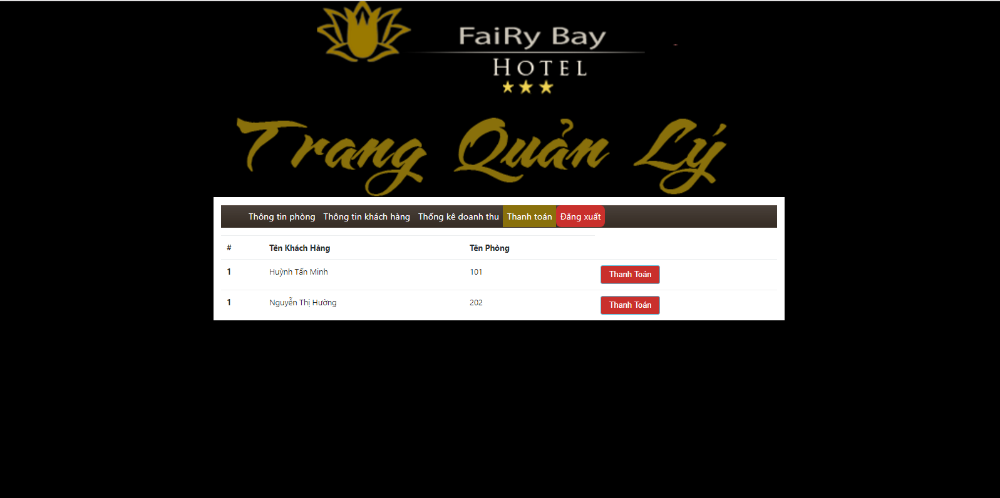 FaiRy Bay
HOTEL
Trang Quản Lý
Thông tin phòng Thông tin khách hàng Thống kê doanh thu Thanh toán Đăng xuất
# Tên Khách Hàng Tên Phòng
1 Huỳnh Tấn Minh 101 Thanh Toán
1 Nguyễn Thị Hường 202 Thanh Toán